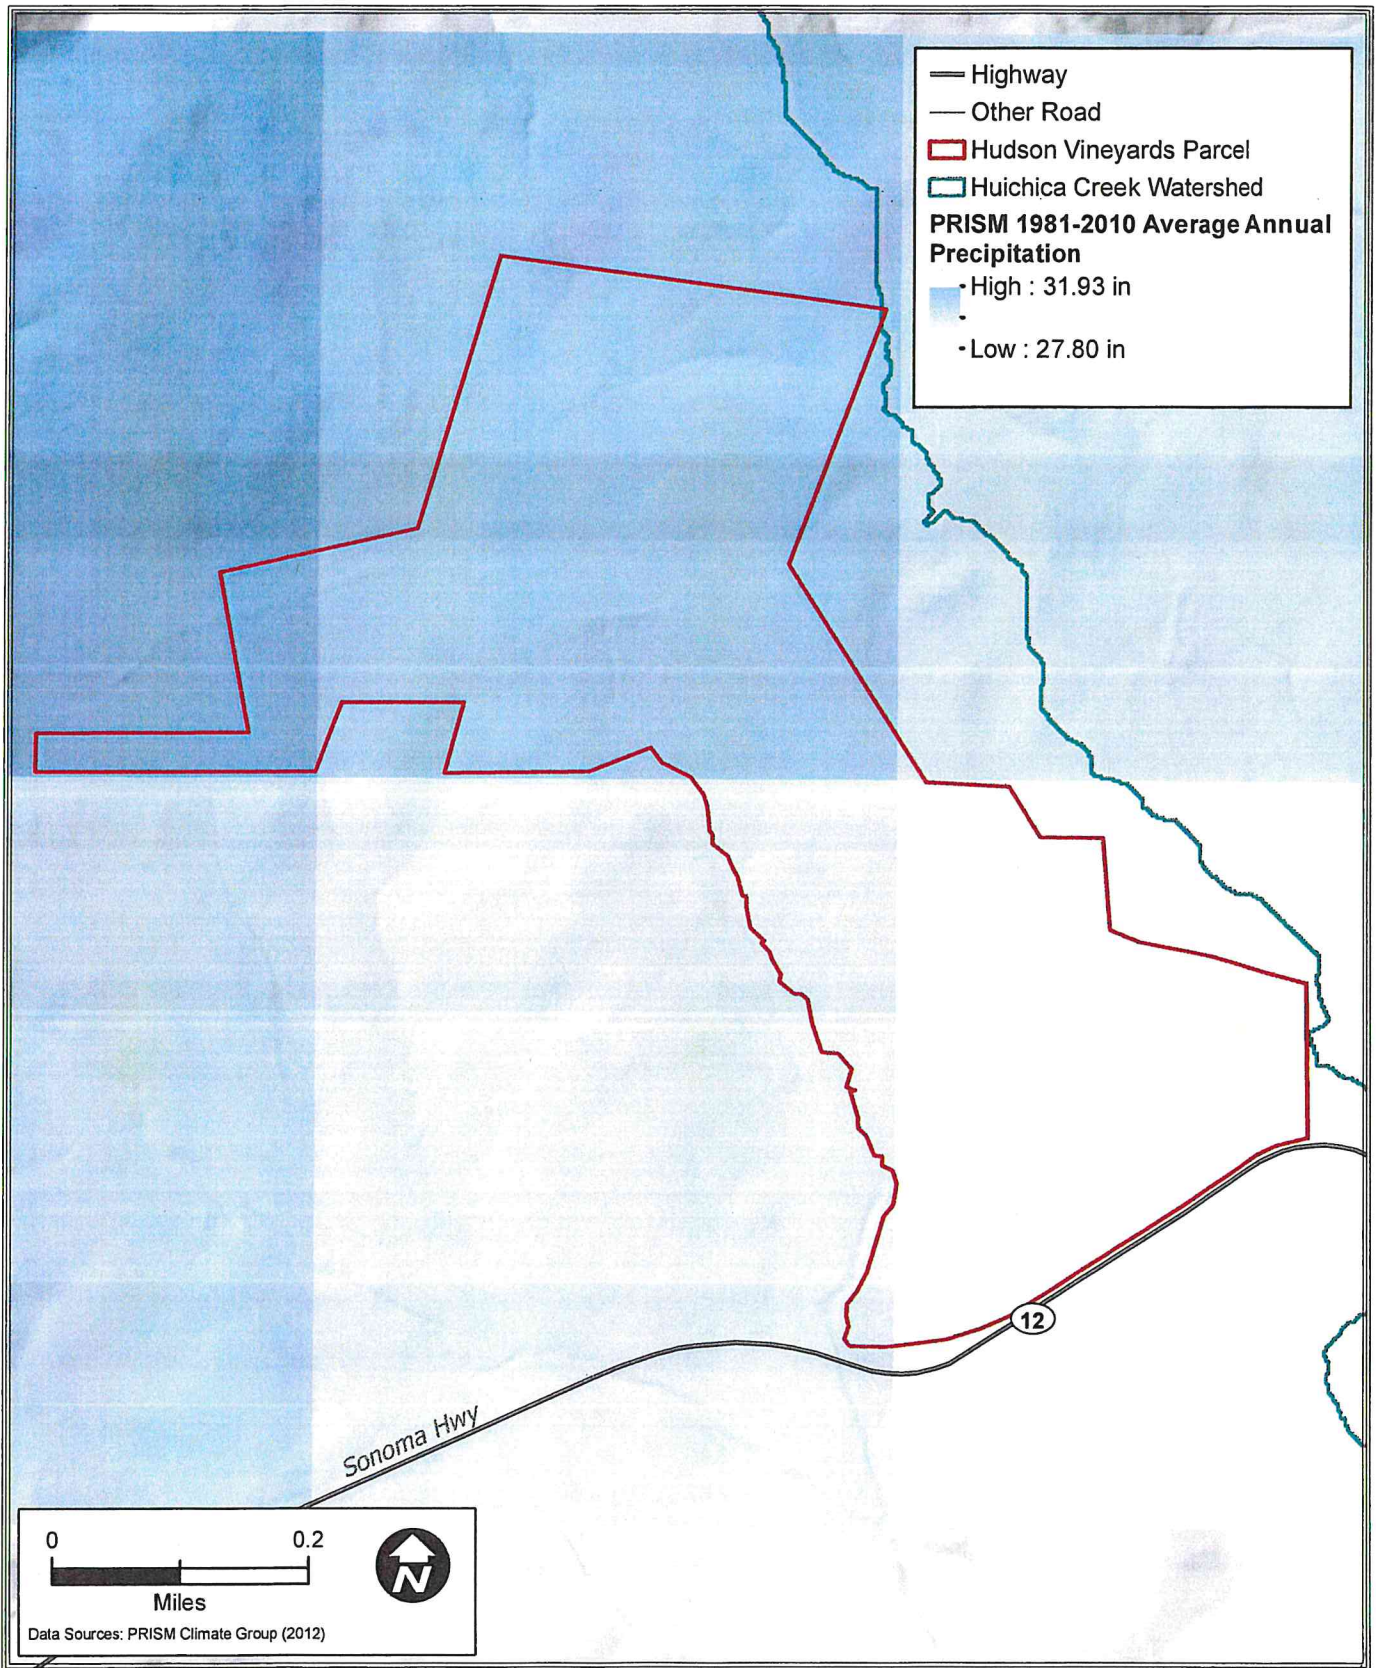 Highway
Other Road
Hudson Vineyards Parcel
Huichica Creek Watershed
PRISM 1981-2010 Average Annual
Precipitation
High : 31.93 in
Low : 27.80 in
12
Sonoma Hwy
0 0.2
Miles
N
Data Sources: PRISM Climate Group (2012)